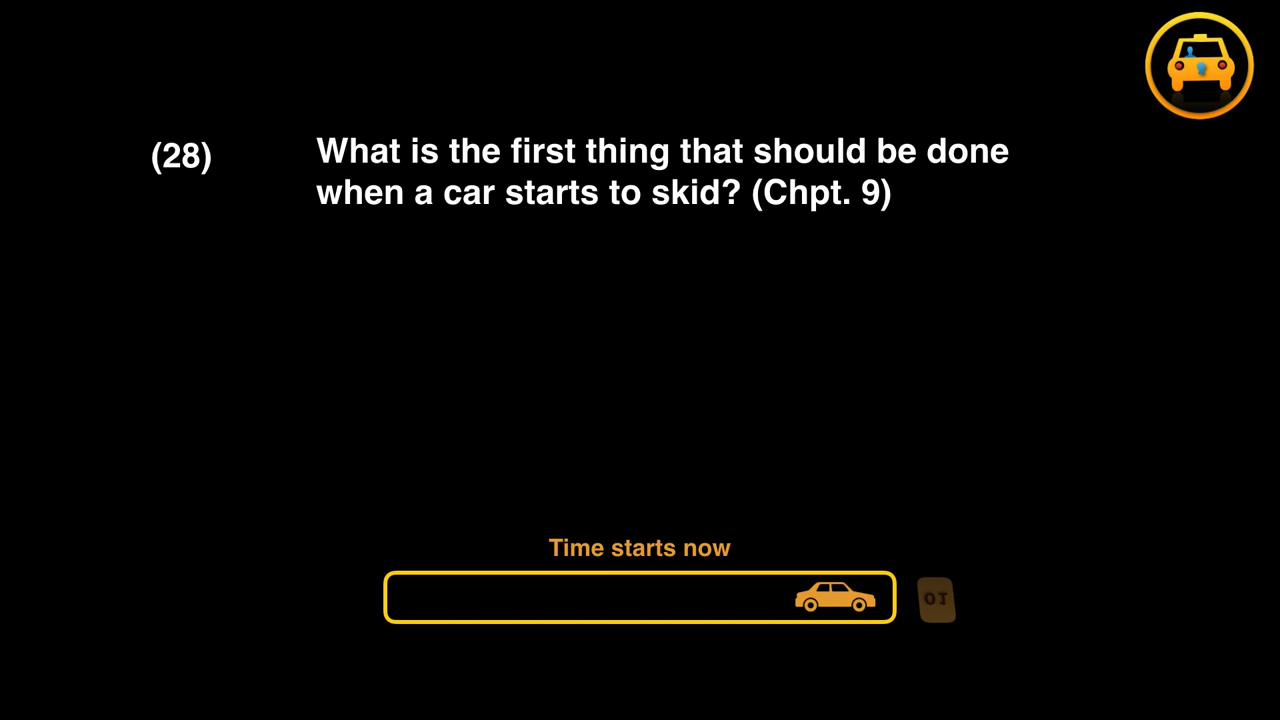 (28)
What is the first thing that should be done
when a car starts to skid? (Chpt. 9)
Time starts now